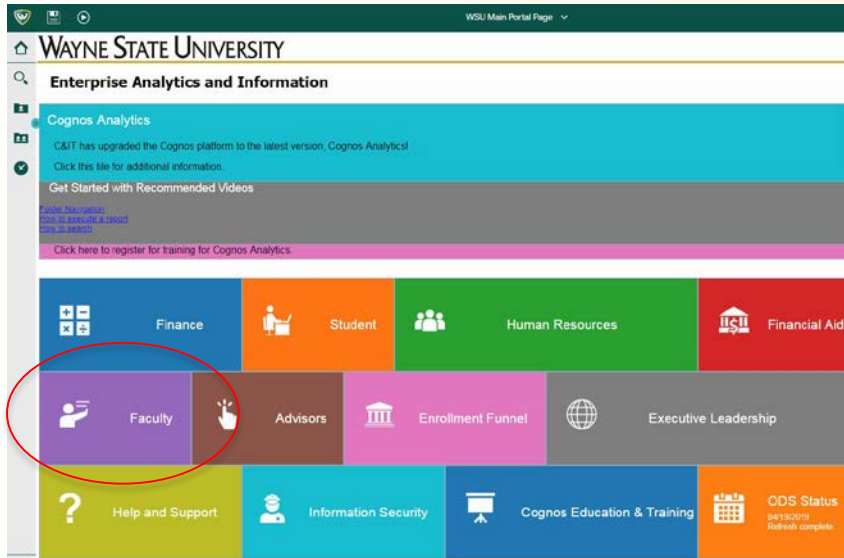 WSU Main Portal Page
WAYNE STATE UNIVERSITY
Enterprise Analytics and Information
Cognos Analytics
C&IT has upgraded the Cognos platform to the latest version, Cognos Analytics!
Click this tile for additional information.
Get Started with Recommended Videos
Folder Navigation
How to execute a report
How to search
Click here to register for training for Cognos Analytics.
Finance
Student
Human Resources
Financial Aid
Faculty
Advisors
Enrollment Funnel
Executive Leadership
Help and Support
Information Security
Cognos Education & Training
ODS Status
04/19/2019
Refresh complete